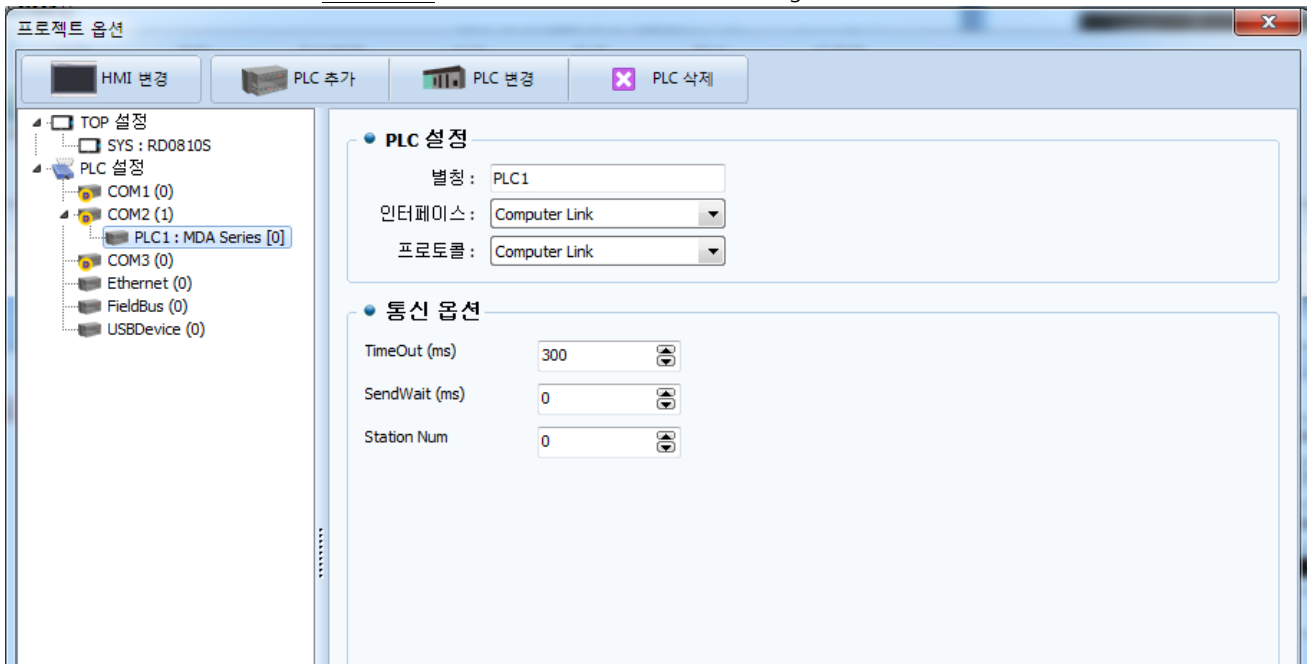 프로젝트 옵션
HMI 변경
PLC 추가
PLC 변경
PLC 삭제
TOP 설정
SYS : RD0810S
PLC 설정
COM1 (0)
COM2 (1)
PLC1 : MDA Series [0]
COM3 (0)
Ethernet (0)
FieldBus (0)
USBDevice (0)
PLC 설정
별칭 : PLC1
인터페이스 : Computer Link
프로토콜 : Computer Link
통신 옵션
TimeOut (ms) 300
SendWait (ms) 0
Station Num 0